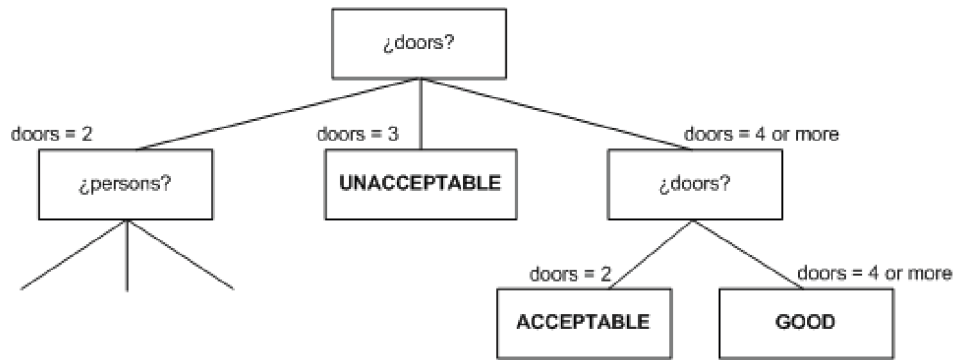 ¿doors?
doors = 2
doors = 3
doors = 4 or more
¿persons?
UNACCEPTABLE
¿doors?
doors = 2
doors = 4 or more
ACCEPTABLE
GOOD